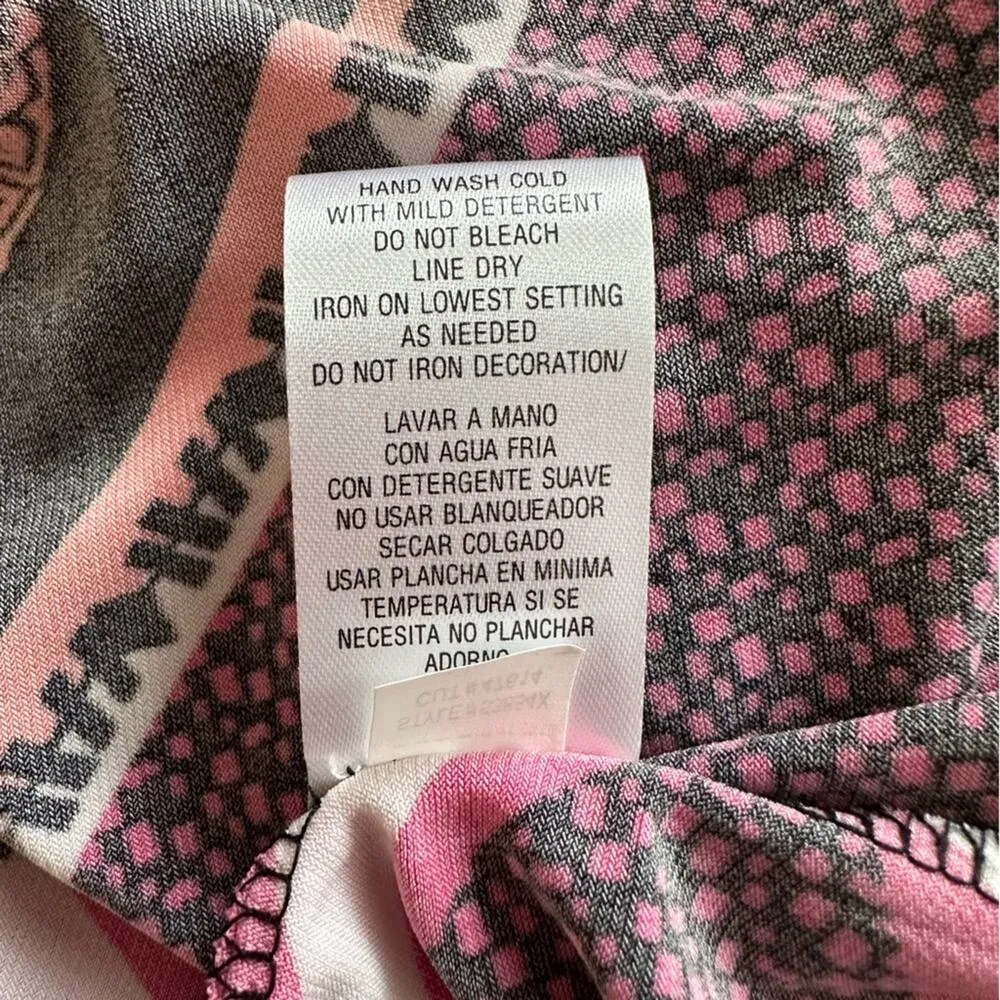 HAND WASH COLD
WITH MILD DETERGENT
DO NOT BLEACH
LINE DRY
IRON ON LOWEST SETTING
AS NEEDED
DO NOT IRON DECORATION/
LAVAR A MANO
CON AGUA FRIA
CON DETERGENTE SUAVE
NO USAR BLANQUEADOR
SECAR COLGADO
USAR PLANCHA EN MINIMA
TEMPERATURA SI SE
NECESITA NO PLANCHAR
ADORNO
CUT #47614